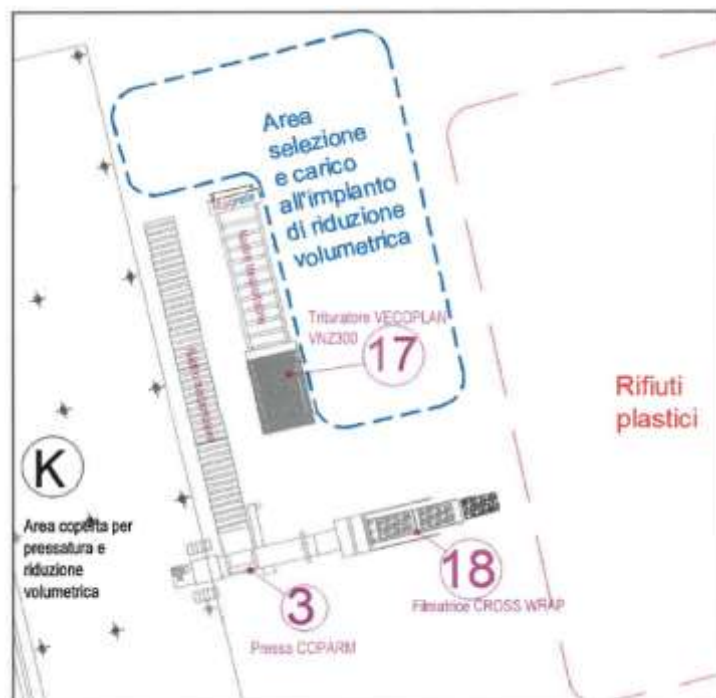 Area
selezione
e carico
all'implanto
di riduzione
volumetrica
Trituratore VECOPLAN
VNZ300
17
Rifiuti
plastici
K
Area coperta per
pressatura e
riduzione
volumetrica
18
Filmatrice CROSS WRAP
3
Pressa COPARM